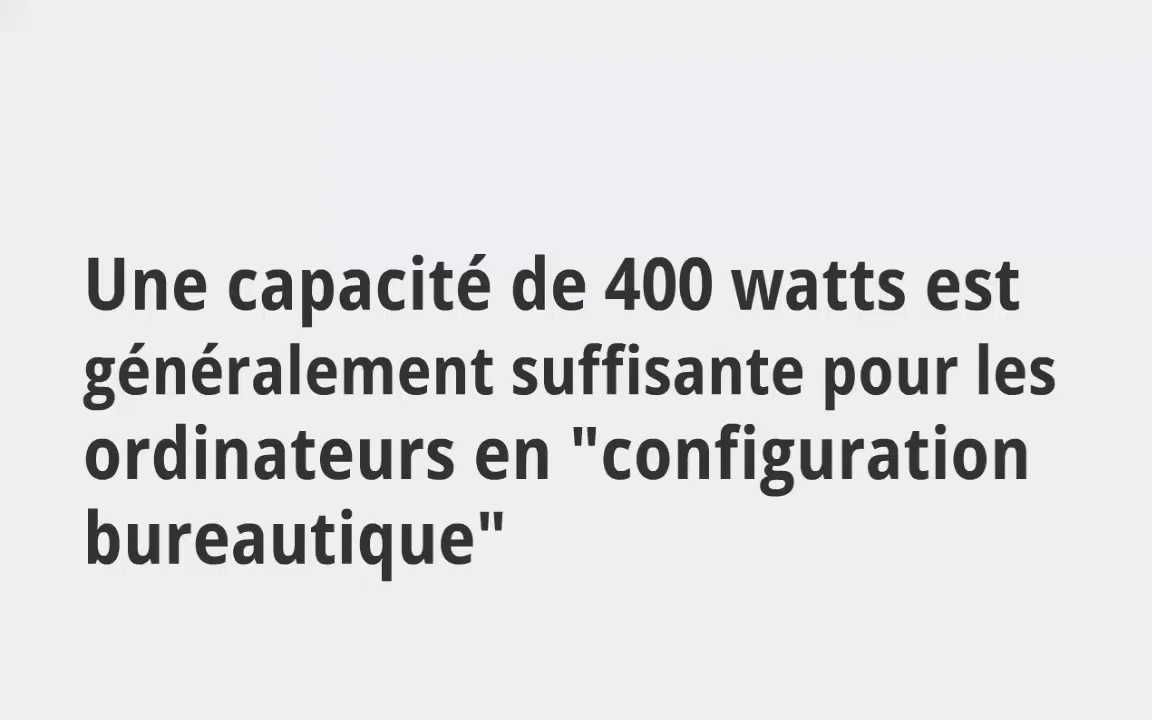 Une capacité de 400 watts est
généralement suffisante pour les
ordinateurs en "configuration
bureautique"